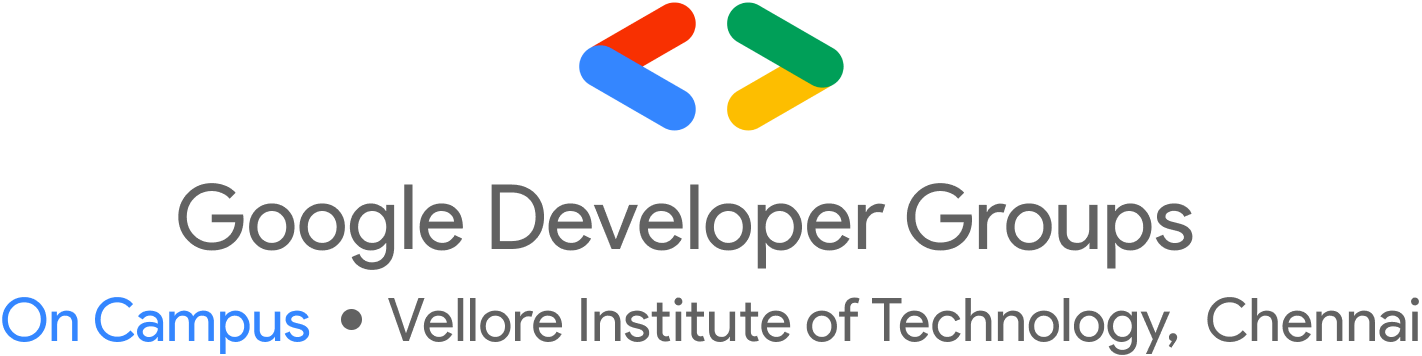 Google Developer Groups
On Campus • Vellore Institute of Technology, Chennai